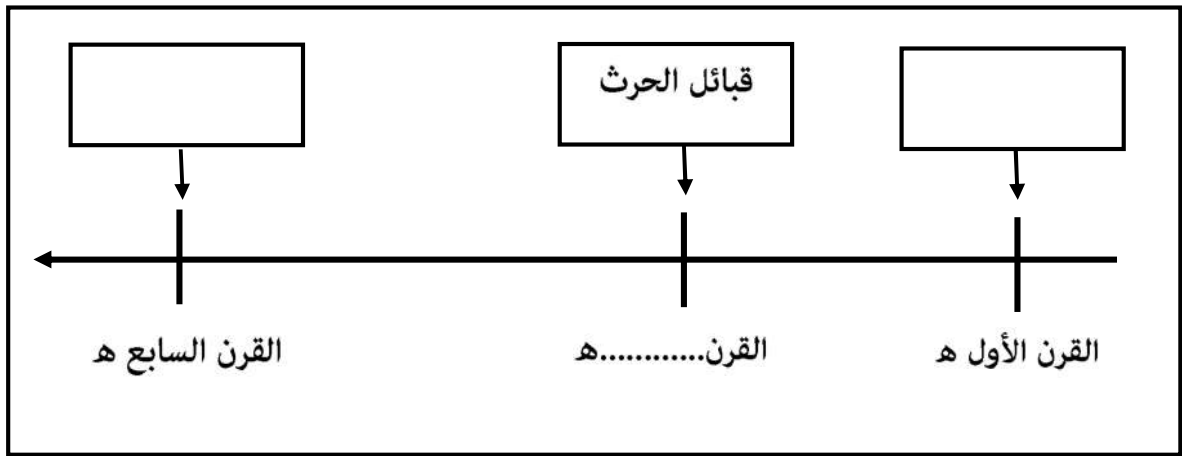 قبائل الحرث
القرن الأول ه
القرن............ه
القرن السابع ه